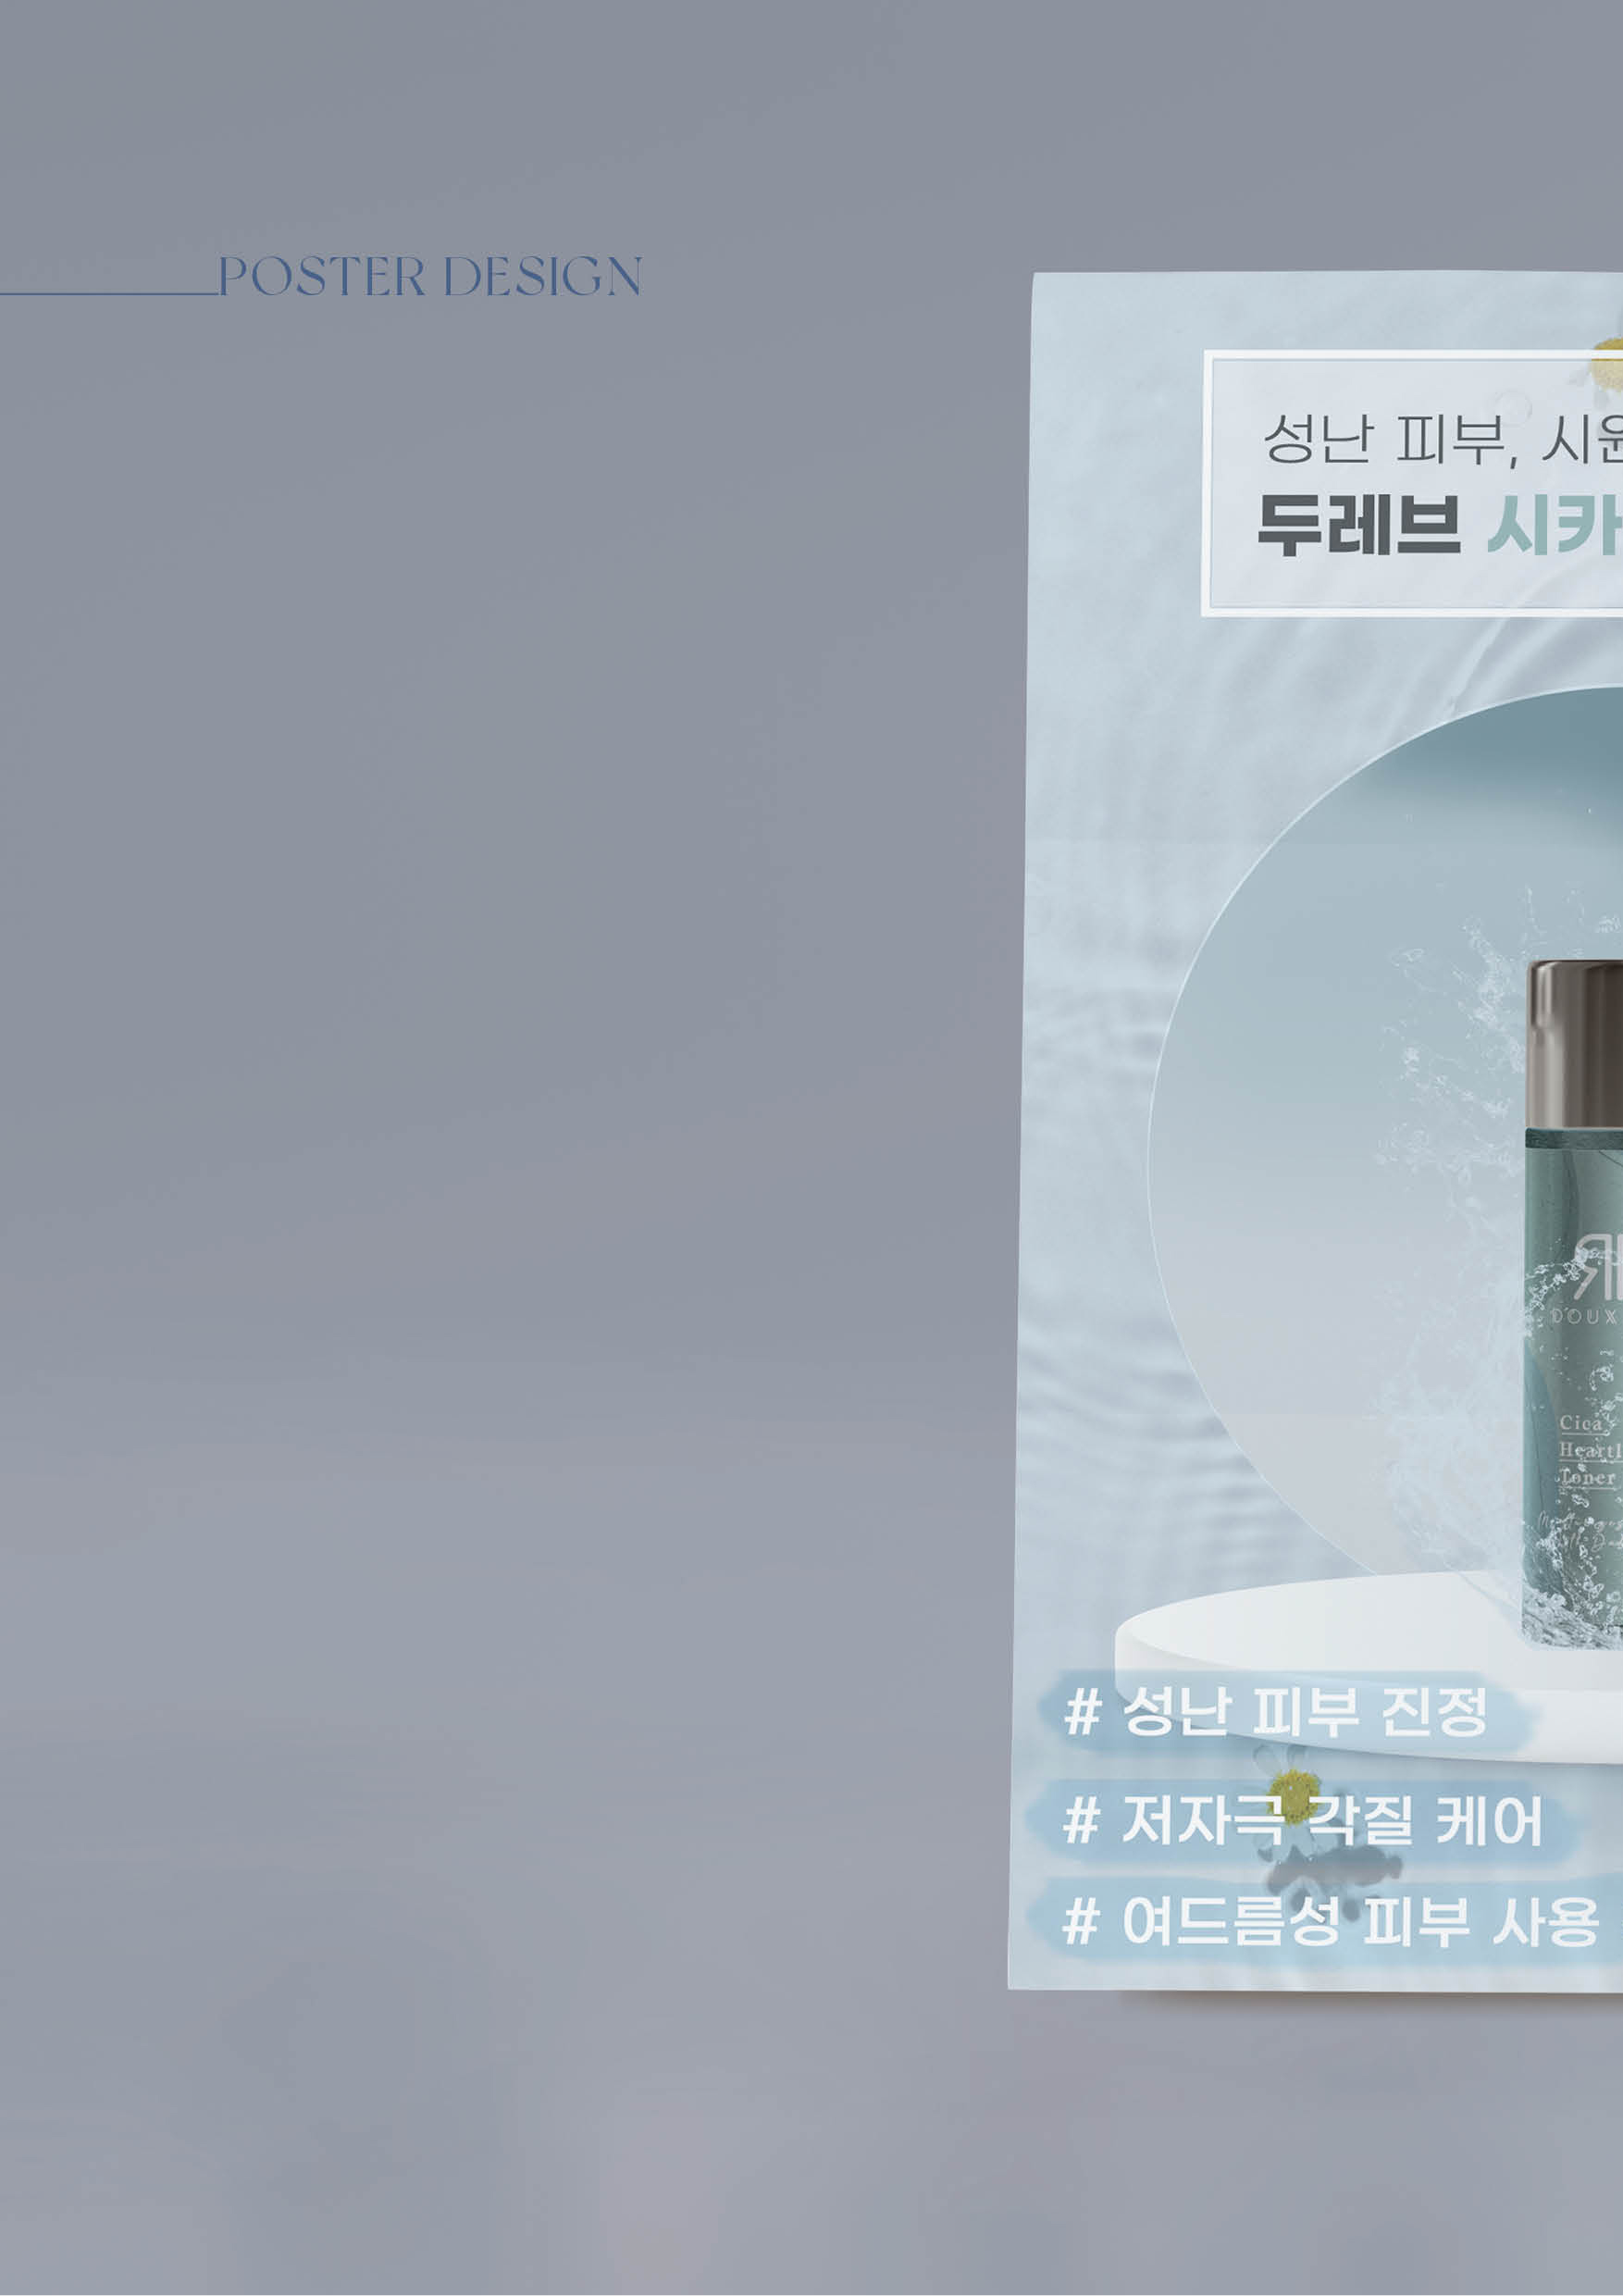 POSTER DESIGN
성난 피부, 시원
두레브 시카
DOUX
Cica
Toner
# 성난 피부 진정
# 저자극 각질 케어
# 여드름성 피부 사용